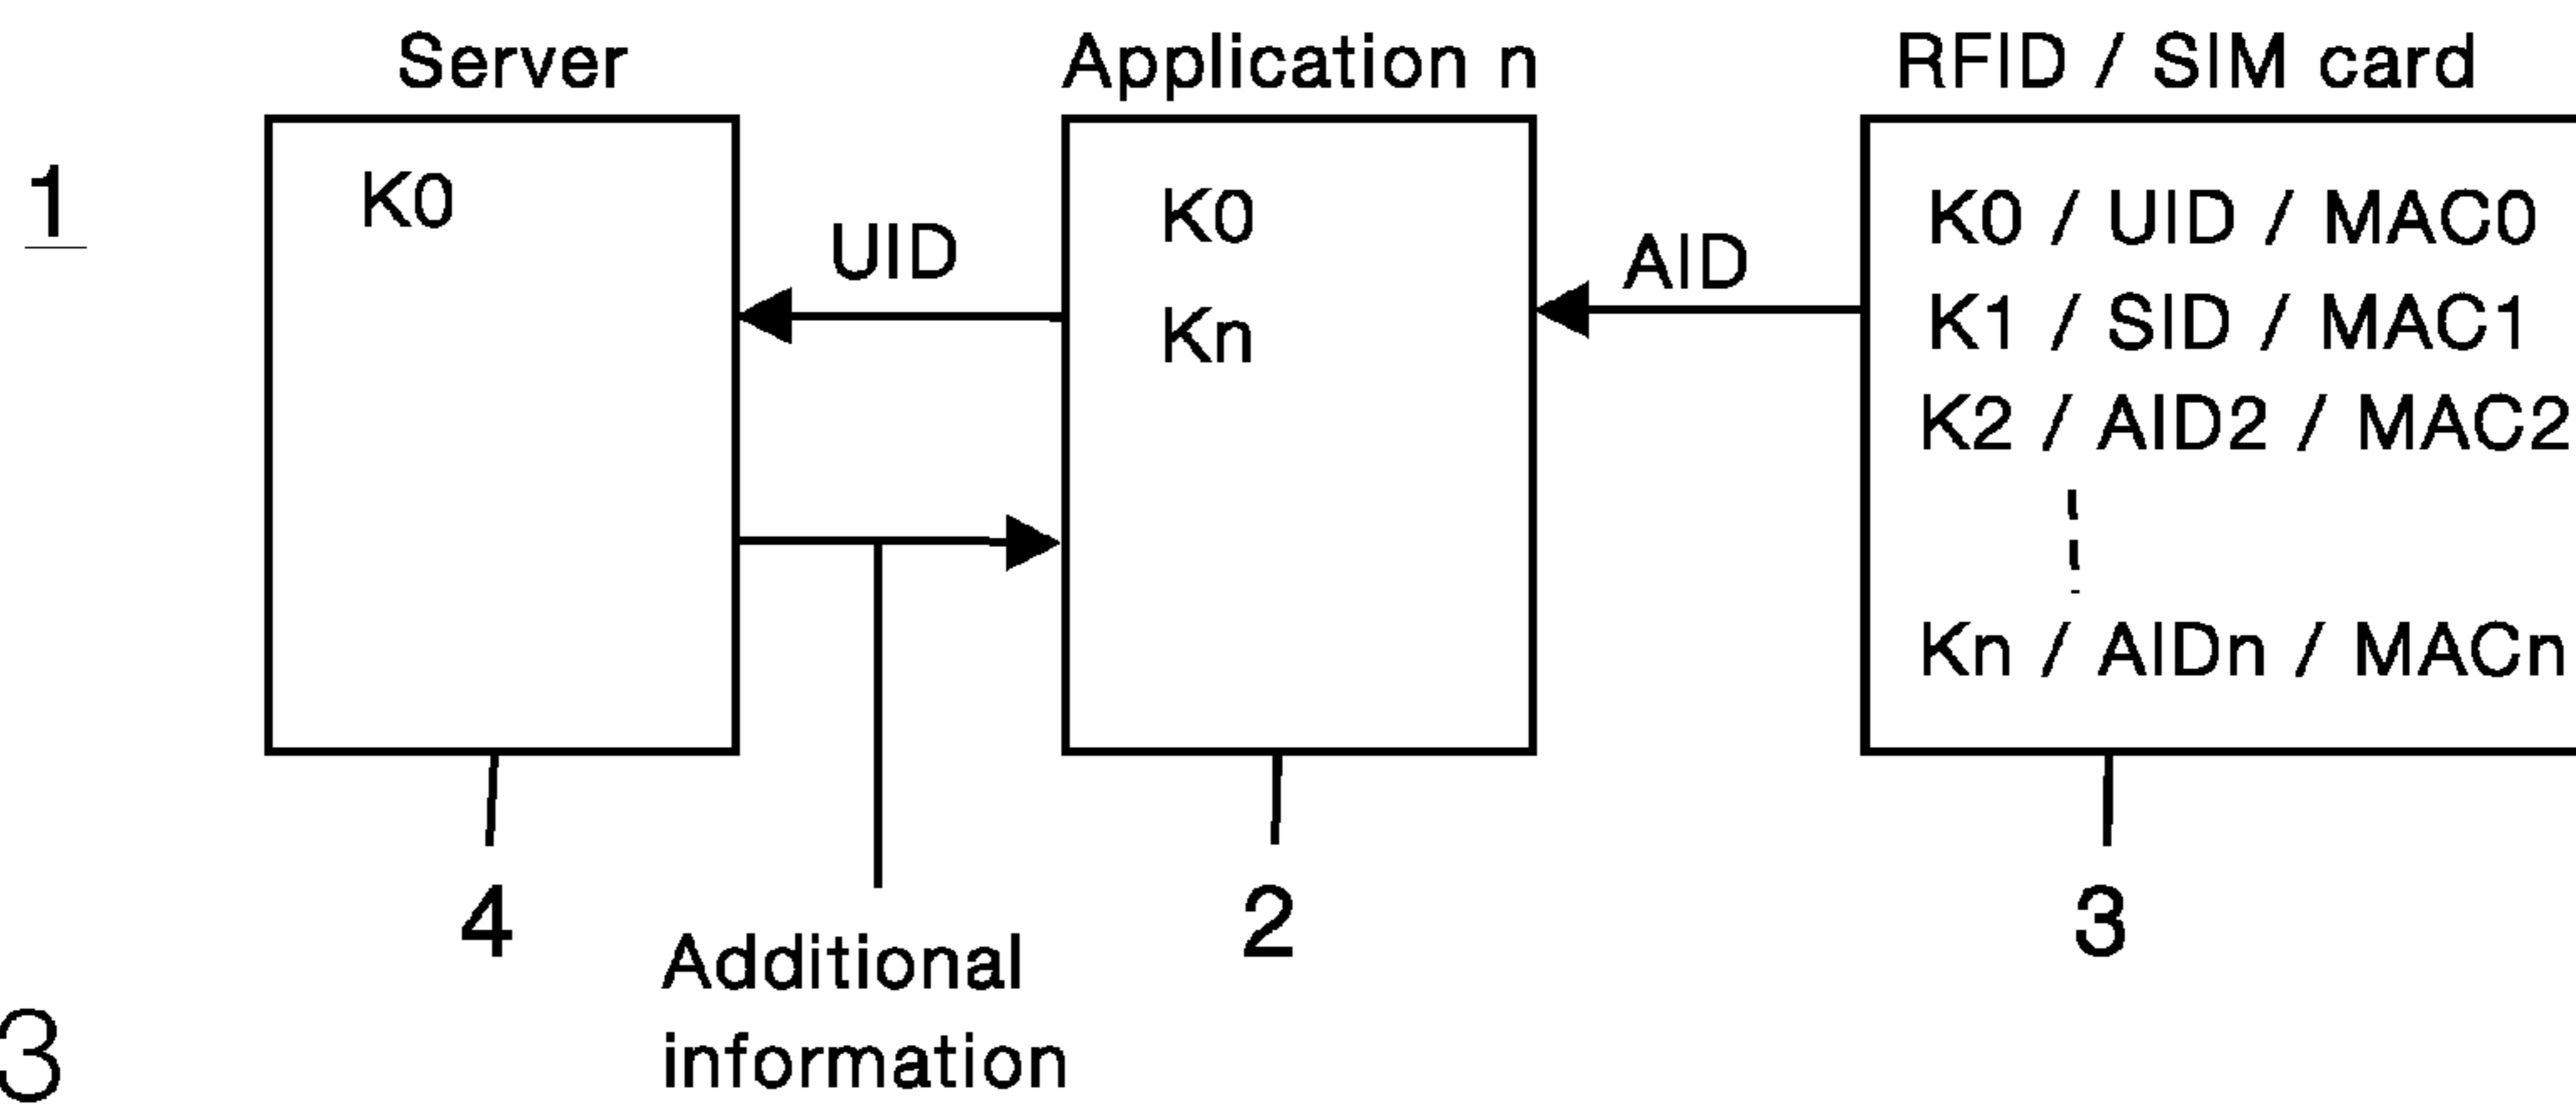 Server
Application n
RFID / SIM card
1
K0
UID
K0
Kn
AID
K0 / UID / MAC0
K1 / SID / MAC1
K2 / AID2 / MAC2
Kn / AIDn / MACn
4
2
3
Additional
information
3